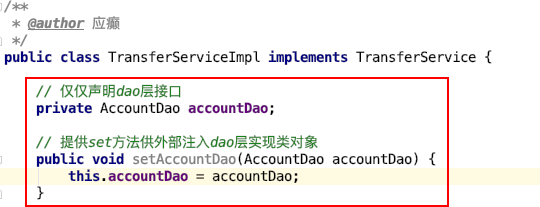 /**
 * @author 应癫
 */
public class TransferServiceImpl implements TransferService {
// 仅仅声明dao层接口
private AccountDao accountDao;
// 提供set方法供外部注入dao层实现类对象
public void setAccountDao(AccountDao accountDao) {
this.accountDao = accountDao;
}